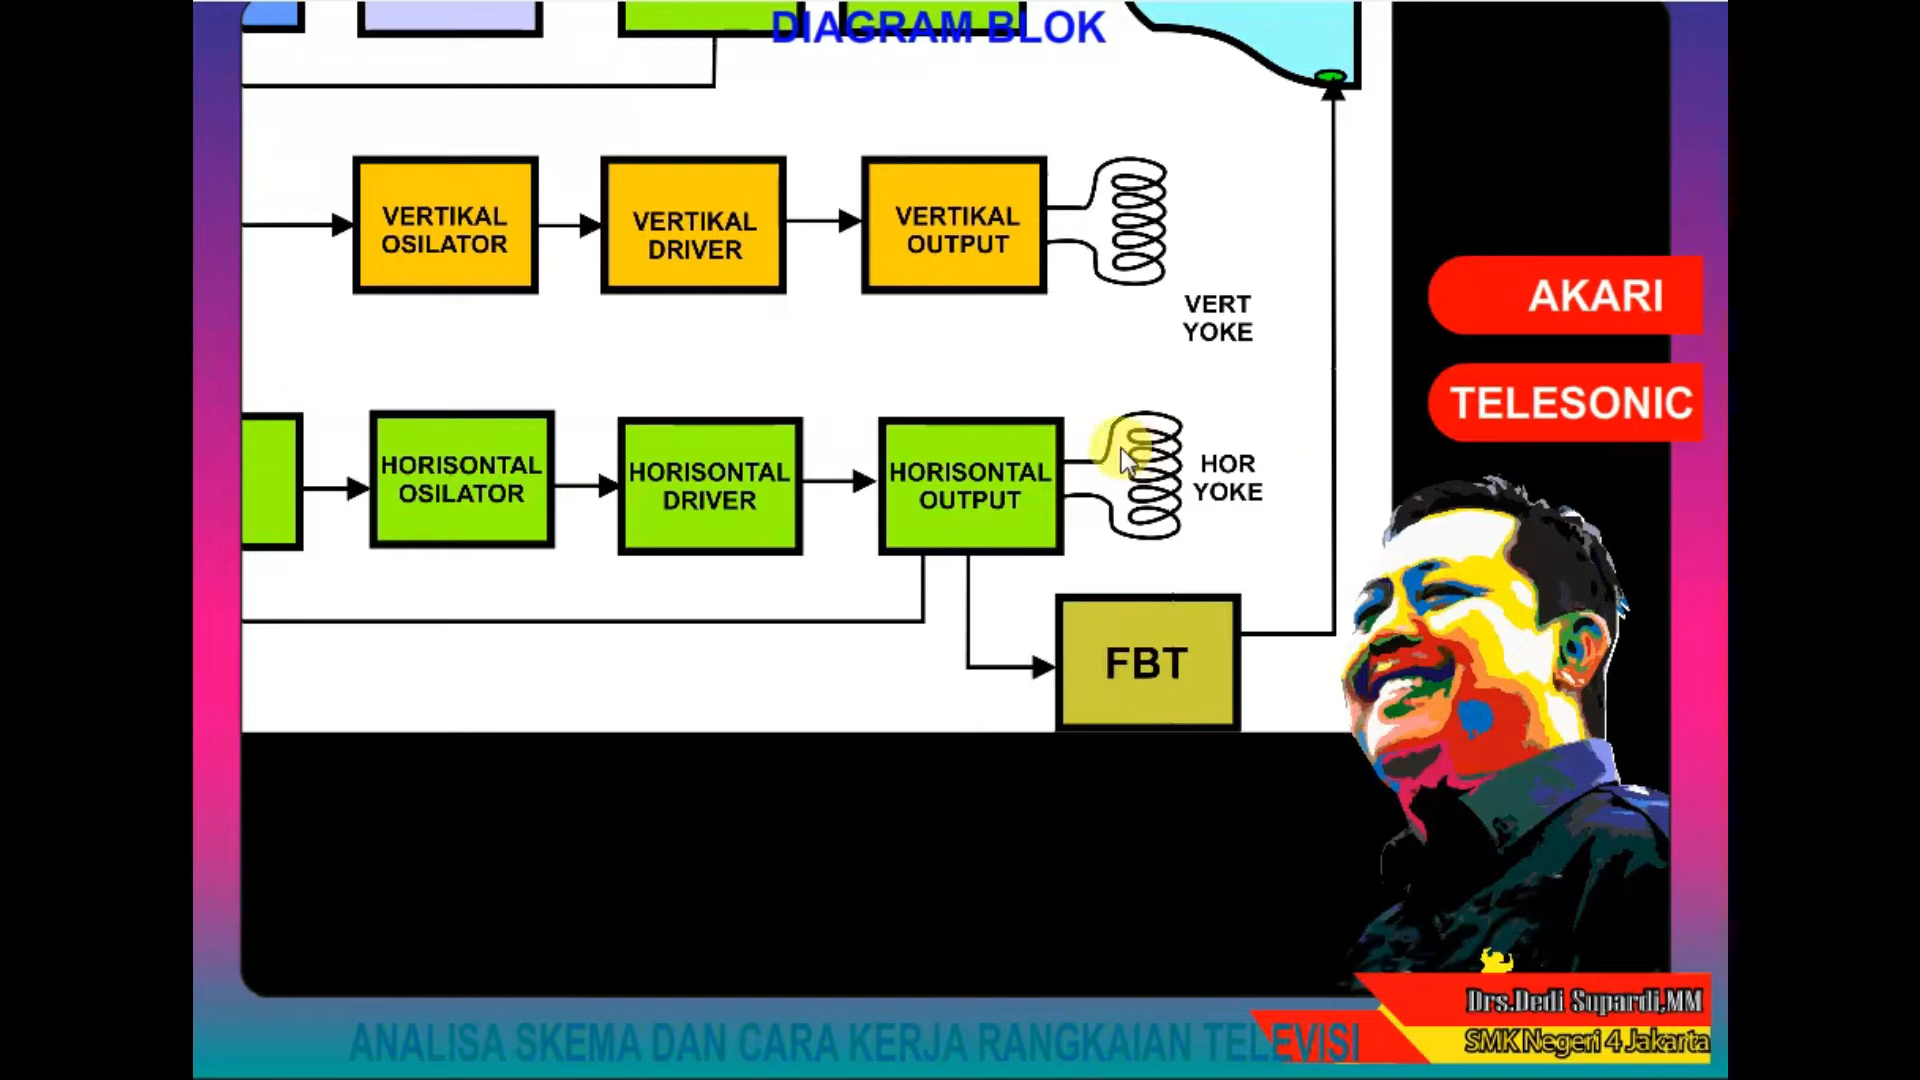 DIAGRAM BLOK
VERTIKAL
OSILATOR
VERTIKAL
DRIVER
VERTIKAL
OUTPUT
VERT
YOKE
AKARI
TELESONIC
HORISONTAL
OSILATOR
HORISONTAL
DRIVER
HORISONTAL
OUTPUT
HOR
YOKE
FBT
Drs.Dedi Supardi,MM
SMK Negeri 4 Jakarta
ANALISA SKEMA DAN CARA KERJA RANGKAIAN TELEVISI